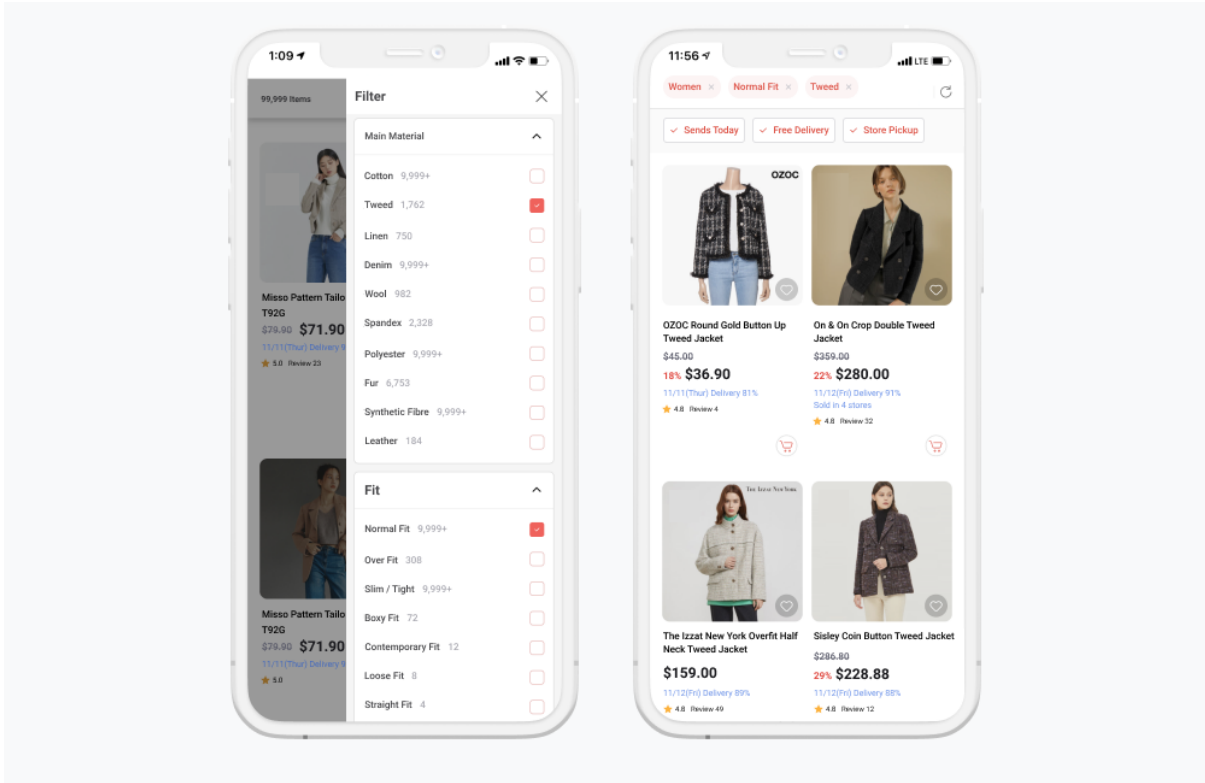 1:09
99,999 Items
Filter
Main Material
Cotton 9,999+
Tweed 1,762
Linen 750
Denim 9,999+
Wool 982
Spandex 2,328
Polyester 9,999+
Fur 6,753
Synthetic Fibre 9,999+
Leather 184
Fit
Normal Fit 9,999+
Over Fit 308
Slim / Tight 9,999+
Boxy Fit 72
Contemporary Fit 12
Loose Fit 8
Straight Fit 4
Misso Pattern Tailo
T92G
$79.90 $71.90
11/11(Thur) Delivery 9
5.0 Review 23
Misso Pattern Tailo
T92G
$79.90 $71.90
11/11(Thur) Delivery 9
5.0
11:56
LTE
Women × Normal Fit × Tweed ×
Sends Today Free Delivery Store Pickup
OZOC
OZOC Round Gold Button Up
Tweed Jacket
$45.00
18% $36.90
11/11(Thur) Delivery 81%
4.8 Review 4
On & On Crop Double Tweed
Jacket
$359.00
22% $280.00
11/12(Fri) Delivery 91%
Sold in 4 stores
4.8 Review 32
The Izzat New York
The Izzat New York Overfit Half
Neck Tweed Jacket
$159.00
11/12(Fri) Delivery 89%
4.8 Review 49
Sisley Coin Button Tweed Jacket
$286.80
29% $228.88
11/12(Fri) Delivery 88%
4.8 Review 12